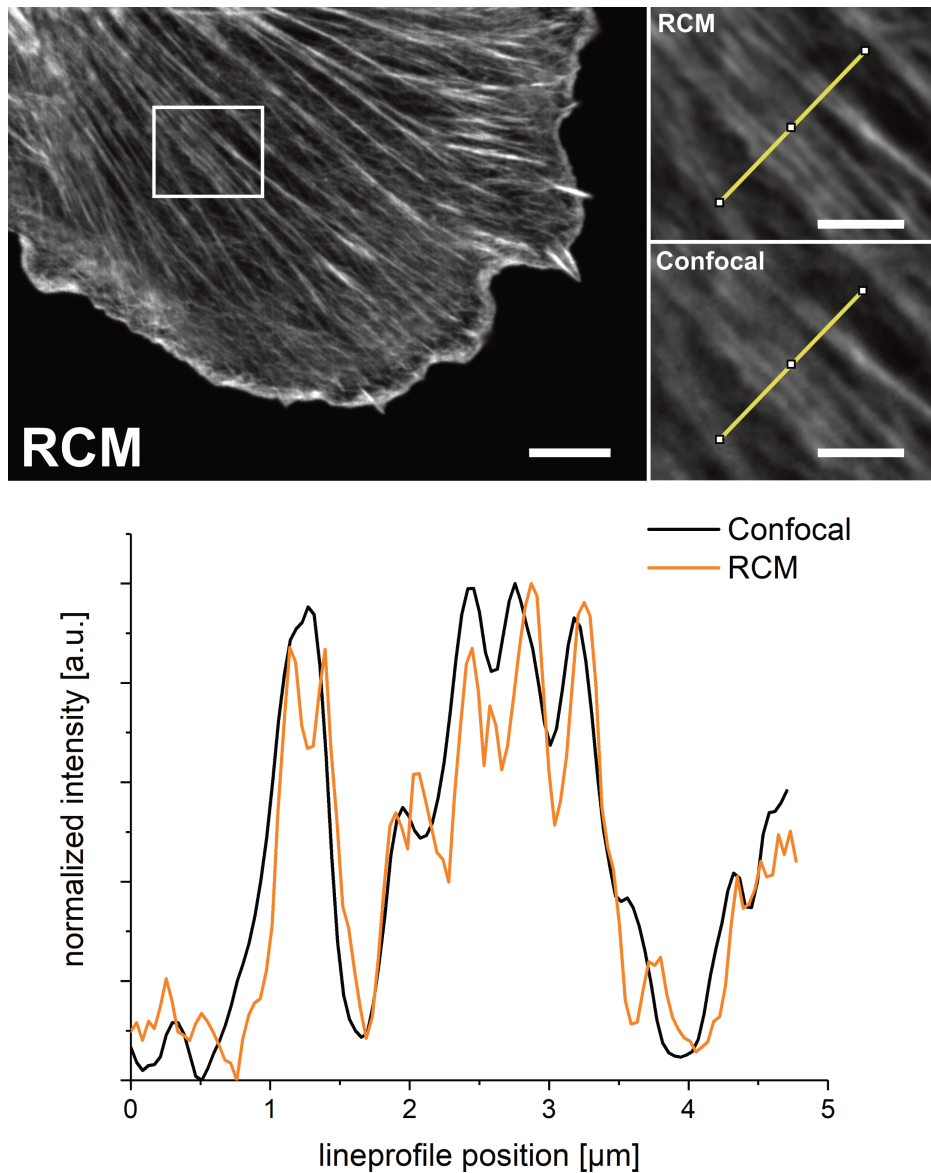 RCM
RCM
Confocal
Confocal
RCM
normalized intensity [a.u.]
0 1 2 3 4 5
lineprofile position [µm]